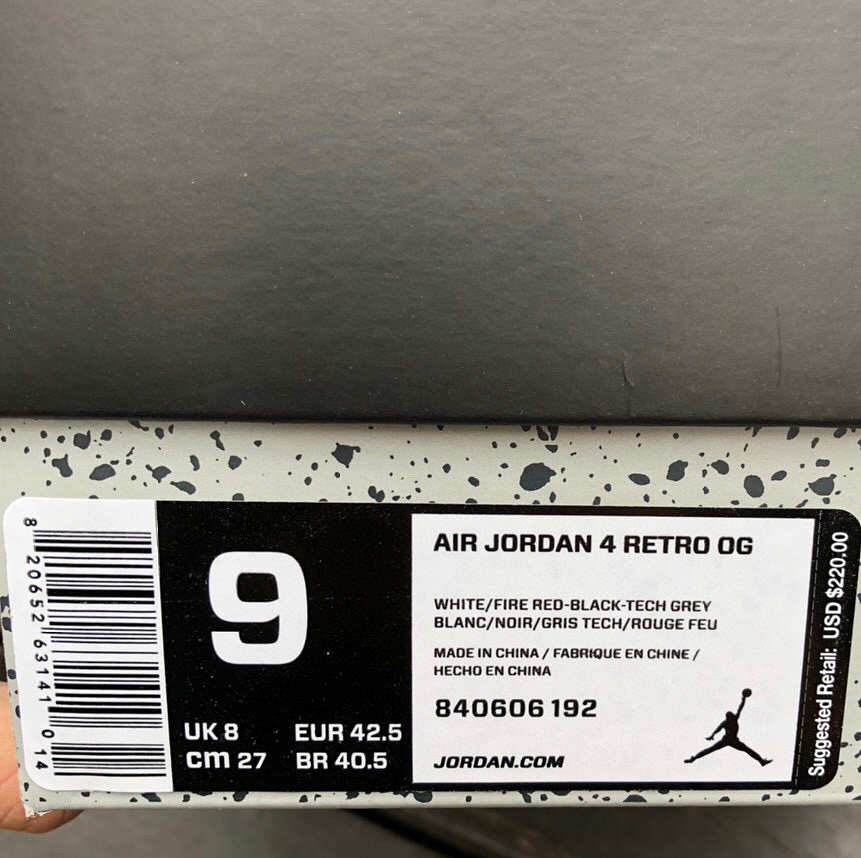 8 20652 63141 0 14
9
UK 8 EUR 42.5
cm 27 BR 40.5
AIR JORDAN 4 RETRO OG
WHITE/FIRE RED-BLACK-TECH GREY
BLANC/NOIR/GRIS TECH/ROUGE FEU
MADE IN CHINA / FABRIQUE EN CHINE /
HECHO EN CHINA
840606 192
JORDAN.COM
Suggested Retail: USD $220.00